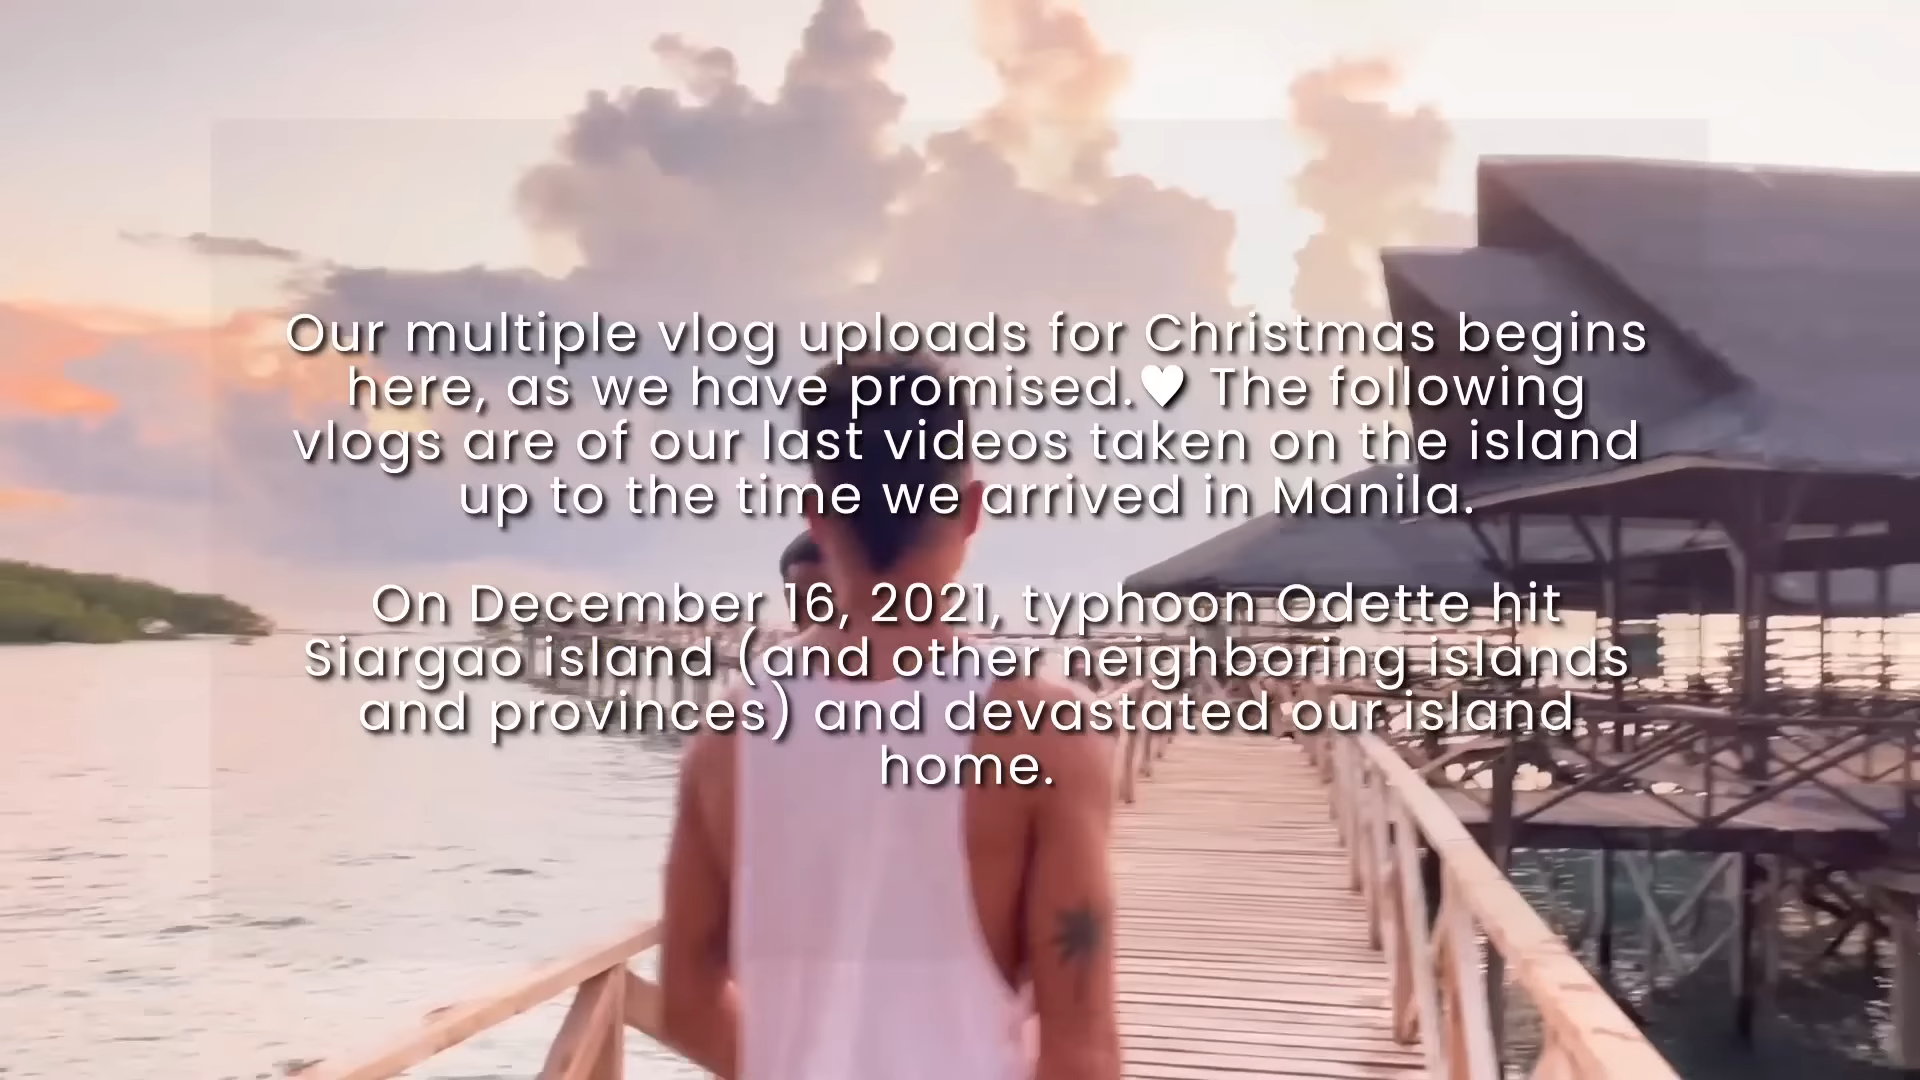 Our multiple vlog uploads for Christmas begins
here, as we have promised.♥ The following
vlogs are of our last videos taken on the island
up to the time we arrived in Manila.
On December 16, 2021, typhoon Odette hit
Siargao island (and other neighboring islands
and provinces) and devastated our island
home.